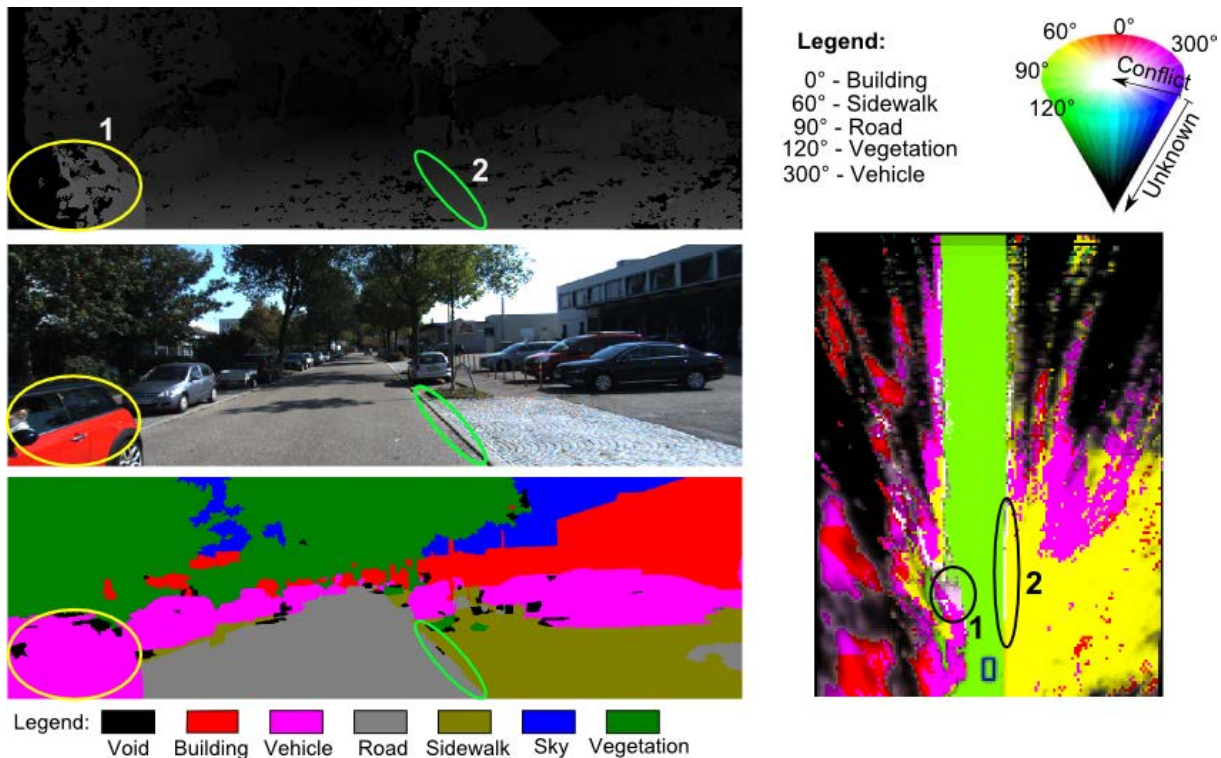 1
2
Legend:
0° - Building
60° - Sidewalk
90° - Road
120° - Vegetation
300° - Vehicle
0°
60°
300°
90°
120°
Conflict
Unknown
1
2
Legend:
Void
Building
Vehicle
Road
Sidewalk
Sky
Vegetation